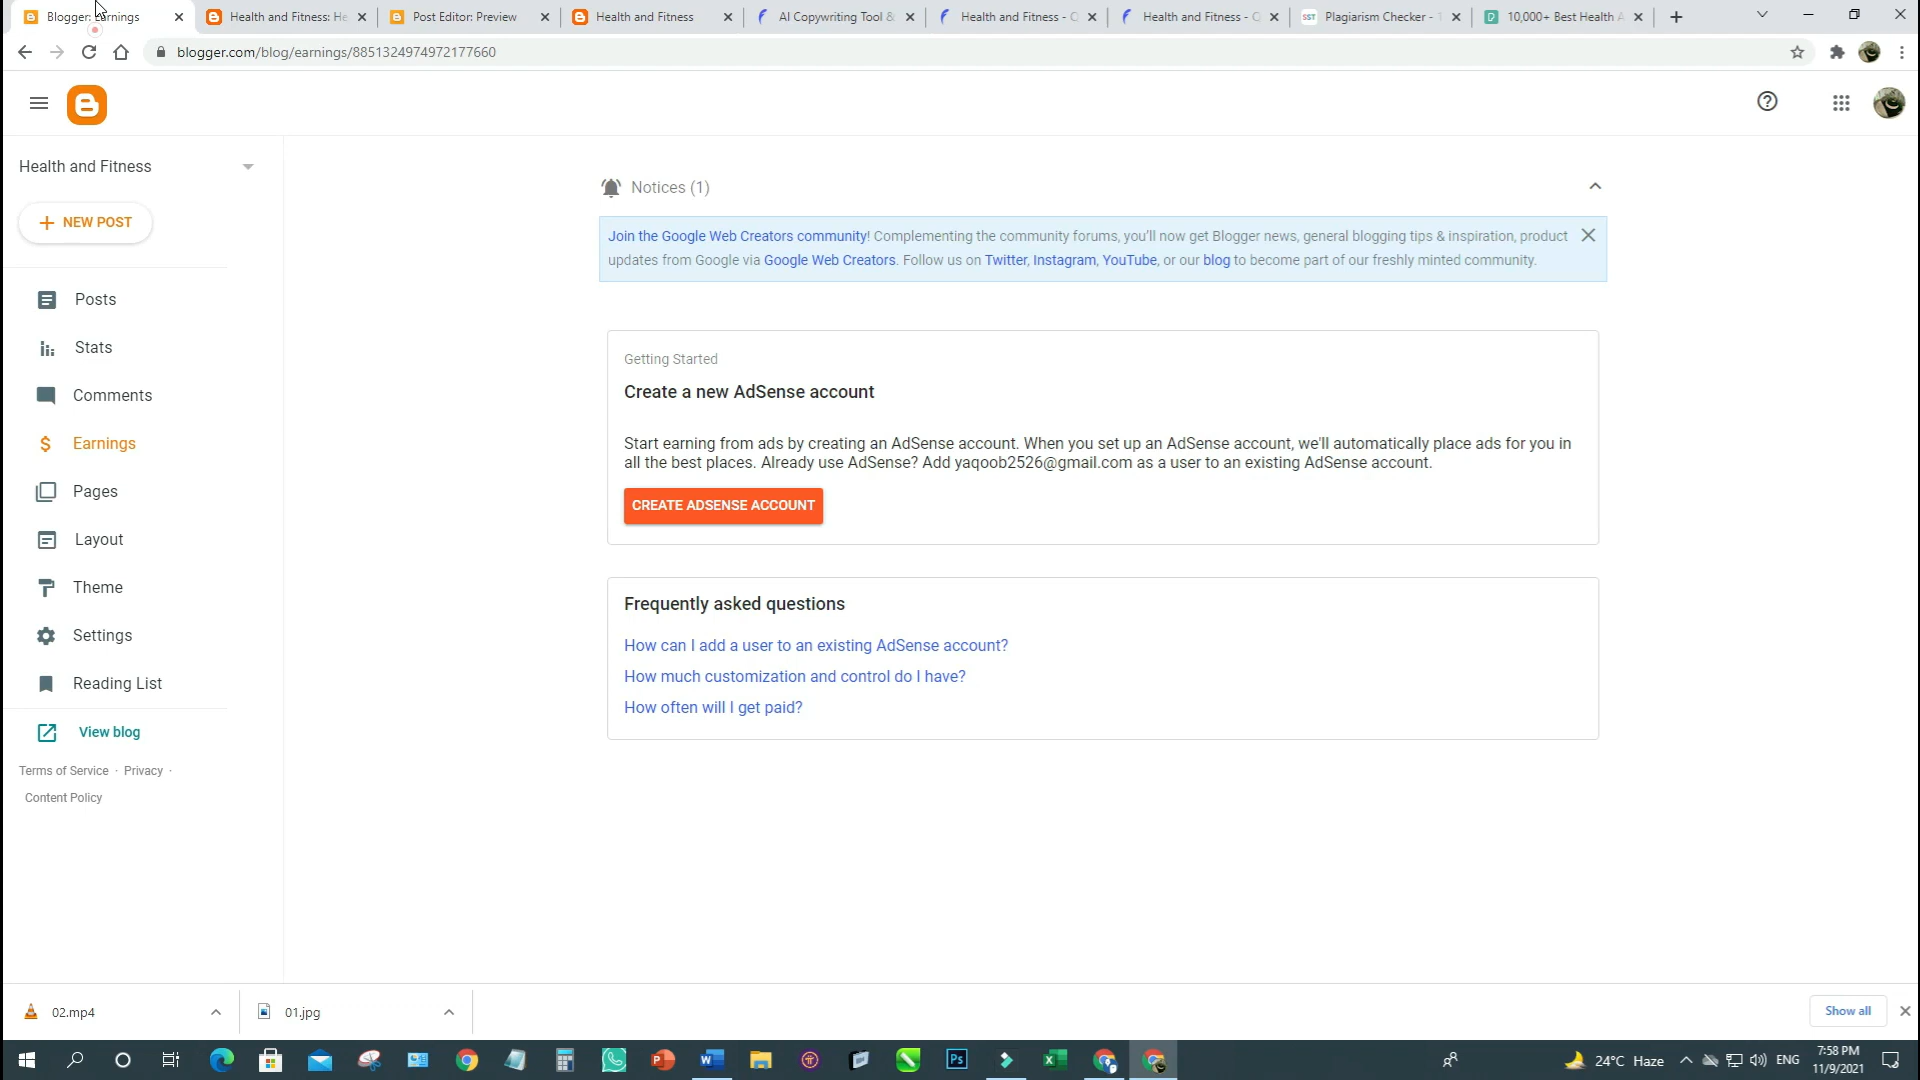 Blogger: Earnings
Health and Fitness: He
Post Editor: Preview
Health and Fitness
AI Copywriting Tool &
Health and Fitness - C
Health and Fitness - C
SST Plagiarism Checker -
10,000+ Best Health A
blogger.com/blog/earnings/8851324974972177660
Health and Fitness
NEW POST
Posts
Stats
Comments
Earnings
Pages
Layout
Theme
Settings
Reading List
View blog
Terms of Service · Privacy ·
Content Policy
Notices (1)
Join the Google Web Creators community! Complementing the community forums, you'll now get Blogger news, general blogging tips & inspiration, product
updates from Google via Google Web Creators. Follow us on Twitter, Instagram, YouTube, or our blog to become part of our freshly minted community.
Getting Started
Create a new AdSense account
Start earning from ads by creating an AdSense account. When you set up an AdSense account, we'll automatically place ads for you in
all the best places. Already use AdSense? Add yaqoob2526@gmail.com as a user to an existing AdSense account.
CREATE ADSENSE ACCOUNT
Frequently asked questions
How can I add a user to an existing AdSense account?
How much customization and control do I have?
How often will I get paid?
02.mp4
01.jpg
Show all
24°C Haze
ENG
7:58 PM
11/9/2021